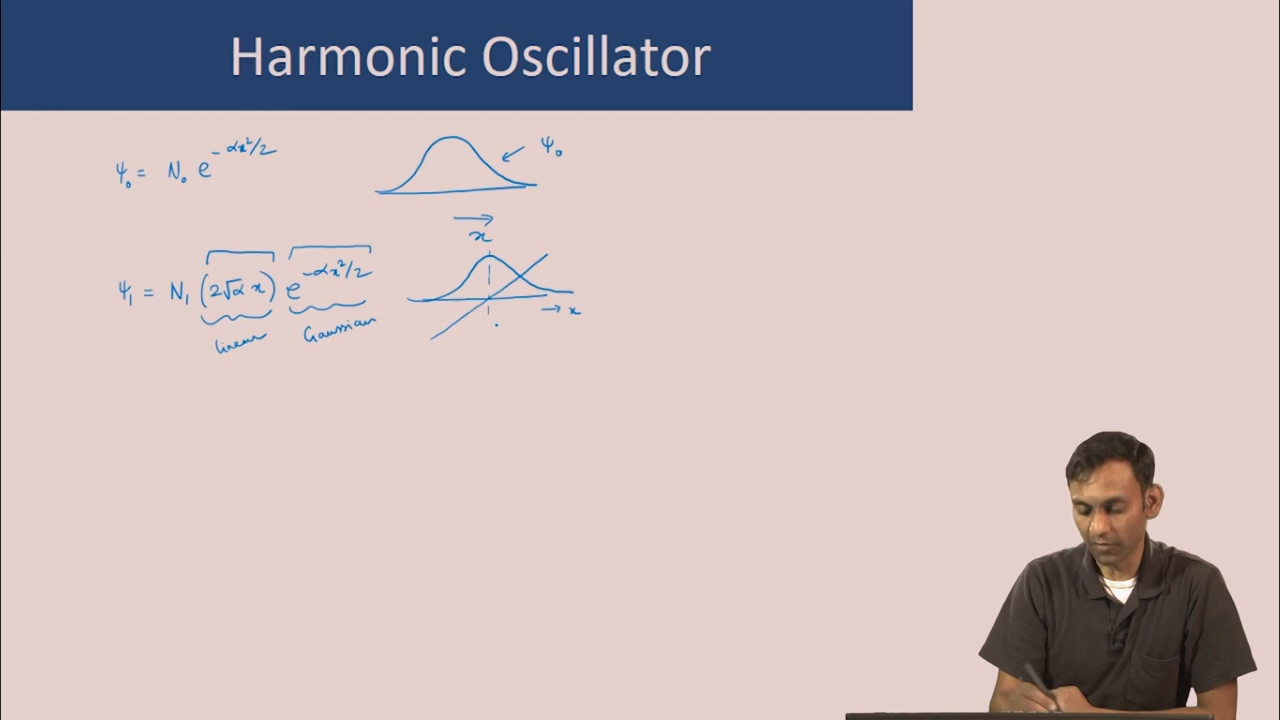 Harmonic Oscillator
ψ₀ = N₀ e^(-αx²/2)
ψ₀
x
ψ₁ = N₁ (2√α x) e^(-αx²/2)
→ x
linear Gaussian